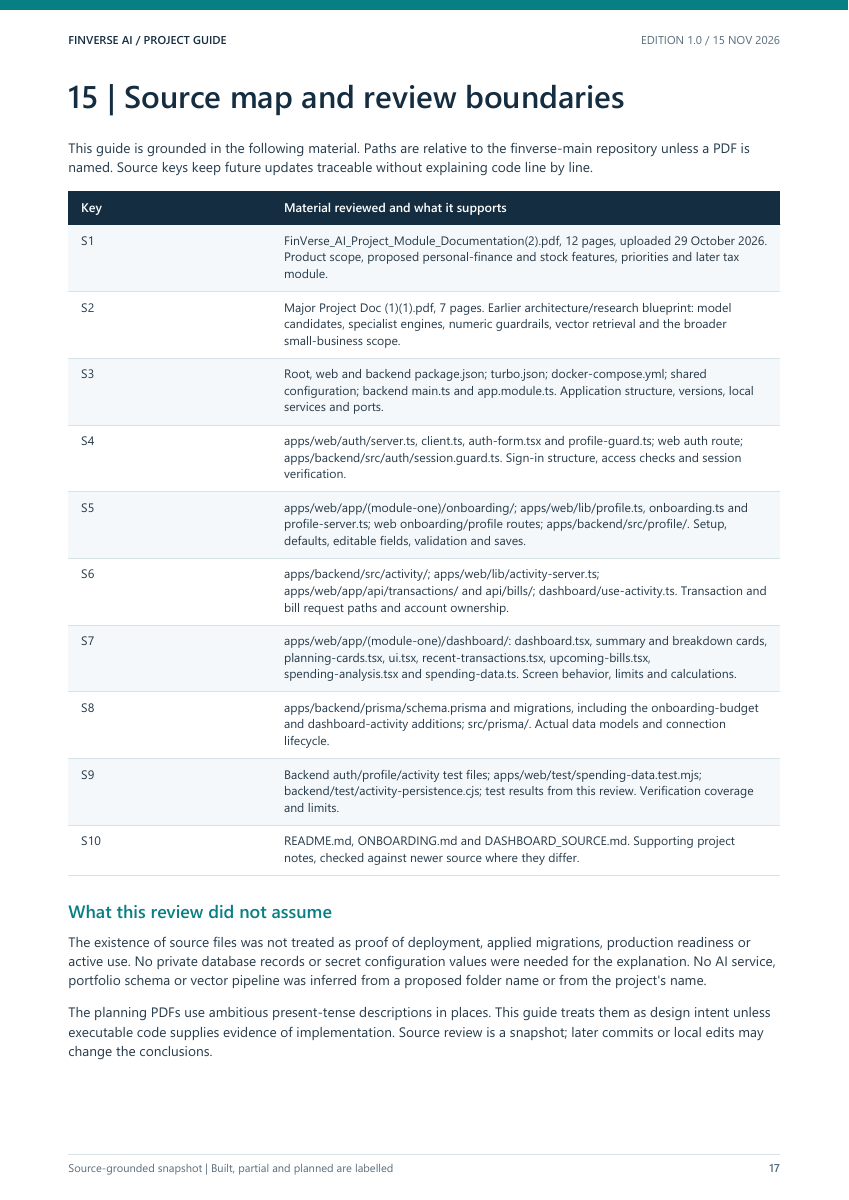 FINVERSE AI / PROJECT GUIDE
EDITION 1.0 / 15 NOV 2026
15 | Source map and review boundaries
This guide is grounded in the following material. Paths are relative to the finverse-main repository unless a PDF is
named. Source keys keep future updates traceable without explaining code line by line.
Key
Material reviewed and what it supports
S1
FinVerse_AI_Project_Module_Documentation(2).pdf, 12 pages, uploaded 29 October 2026.
Product scope, proposed personal-finance and stock features, priorities and later tax
module.
S2
Major Project Doc (1)(1).pdf, 7 pages. Earlier architecture/research blueprint: model
candidates, specialist engines, numeric guardrails, vector retrieval and the broader
small-business scope.
S3
Root, web and backend package.json; turbo.json; docker-compose.yml; shared
configuration; backend main.ts and app.module.ts. Application structure, versions, local
services and ports.
S4
apps/web/auth/server.ts, client.ts, auth-form.tsx and profile-guard.ts; web auth route;
apps/backend/src/auth/session.guard.ts. Sign-in structure, access checks and session
verification.
S5
apps/web/app/(module-one)/onboarding/; apps/web/lib/profile.ts, onboarding.ts and
profile-server.ts; web onboarding/profile routes; apps/backend/src/profile/. Setup,
defaults, editable fields, validation and saves.
S6
apps/backend/src/activity/; apps/web/lib/activity-server.ts;
apps/web/app/api/transactions/ and api/bills/; dashboard/use-activity.ts. Transaction and
bill request paths and account ownership.
S7
apps/web/app/(module-one)/dashboard/: dashboard.tsx, summary and breakdown cards,
planning-cards.tsx, ui.tsx, recent-transactions.tsx, upcoming-bills.tsx,
spending-analysis.tsx and spending-data.ts. Screen behavior, limits and calculations.
S8
apps/backend/prisma/schema.prisma and migrations, including the onboarding-budget
and dashboard-activity additions; src/prisma/. Actual data models and connection
lifecycle.
S9
Backend auth/profile/activity test files; apps/web/test/spending-data.test.mjs;
backend/test/activity-persistence.cjs; test results from this review. Verification coverage
and limits.
S10
README.md, ONBOARDING.md and DASHBOARD_SOURCE.md. Supporting project
notes, checked against newer source where they differ.
What this review did not assume
The existence of source files was not treated as proof of deployment, applied migrations, production readiness or
active use. No private database records or secret configuration values were needed for the explanation. No AI service,
portfolio schema or vector pipeline was inferred from a proposed folder name or from the project's name.
The planning PDFs use ambitious present-tense descriptions in places. This guide treats them as design intent unless
executable code supplies evidence of implementation. Source review is a snapshot; later commits or local edits may
change the conclusions.
Source-grounded snapshot | Built, partial and planned are labelled
17